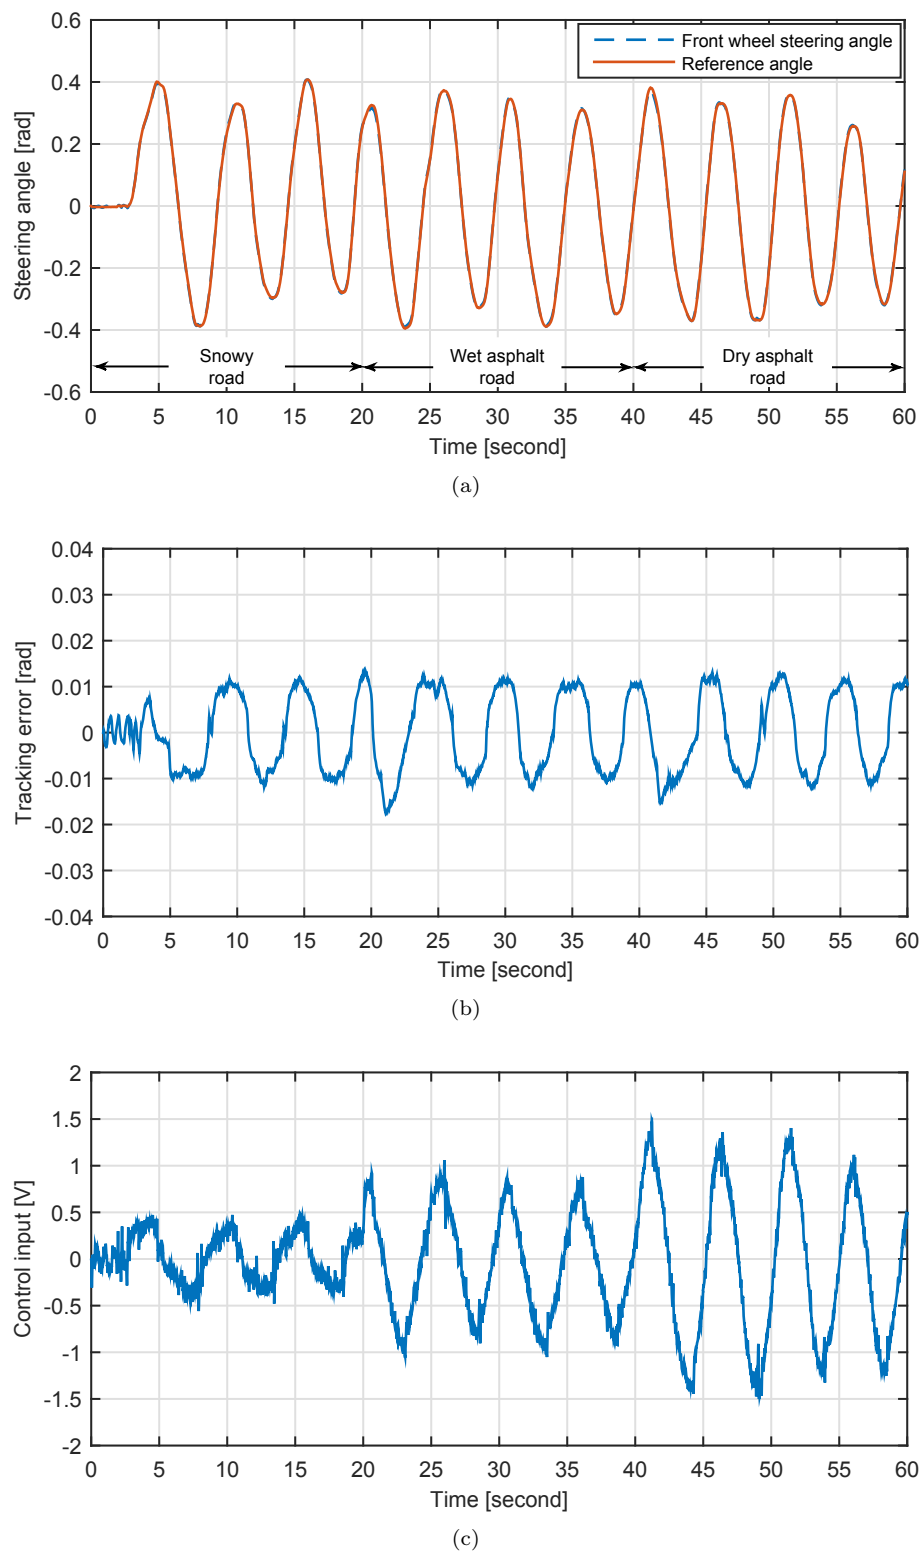 0.6
0.4
0.2
0
-0.2
-0.4
-0.6
Steering angle [rad]
Front wheel steering angle
Reference angle
Snowy
road
Wet asphalt
road
Dry asphalt
road
0 5 10 15 20 25 30 35 40 45 50 55 60
Time [second]
(a)
0.04
0.03
0.02
0.01
0
-0.01
-0.02
-0.03
-0.04
Tracking error [rad]
0 5 10 15 20 25 30 35 40 45 50 55 60
Time [second]
(b)
2
1.5
1
0.5
0
-0.5
-1
-1.5
-2
Control input [V]
0 5 10 15 20 25 30 35 40 45 50 55 60
Time [second]
(c)